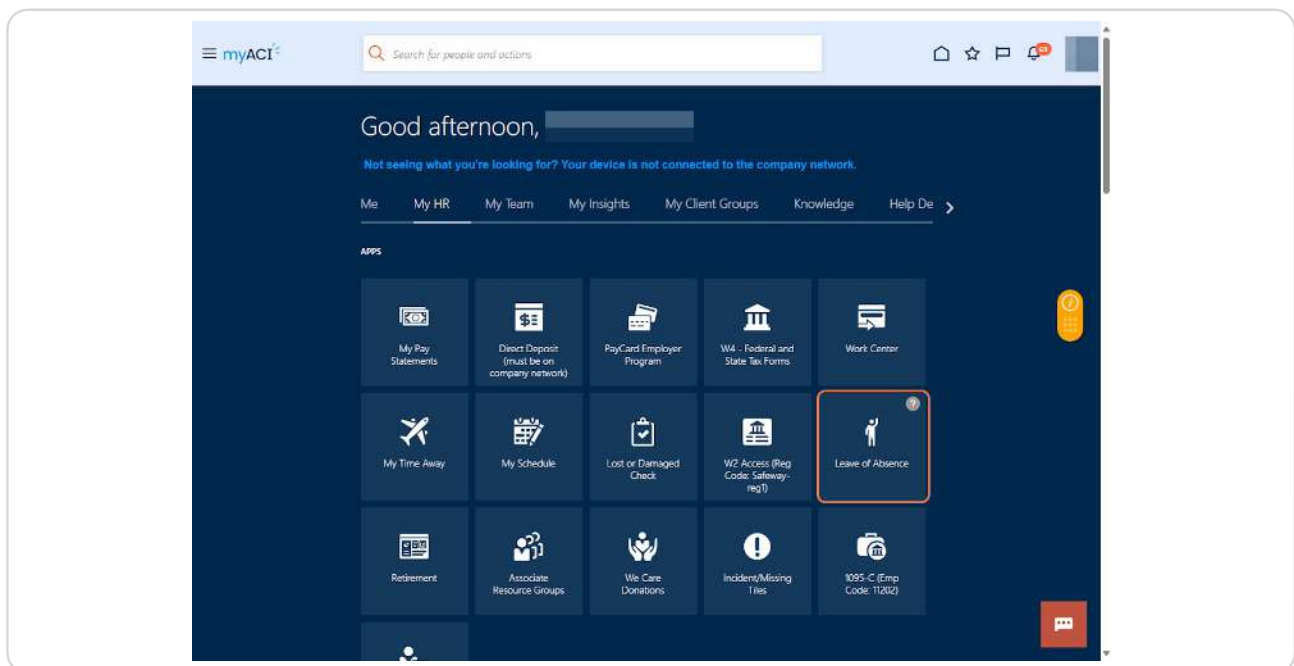 myACI
Search for people and actions
Good afternoon,
Not seeing what you're looking for? Your device is not connected to the company network.
Me My HR My Team My Insights My Client Groups Knowledge Help De
APPS
My Pay
Statements
Direct Deposit
(must be on
company network)
PayCard Employer
Program
W4 - Federal and
State Tax Forms
Work Center
My Time Away
My Schedule
Lost or Damaged
Check
W2 Access (Reg
Code: Safeway-
reg1)
?
Leave of Absence
Retirement
Associate
Resource Groups
We Care
Donations
Incident/Missing
Tiles
1095-C (Emp
Code: 11202)